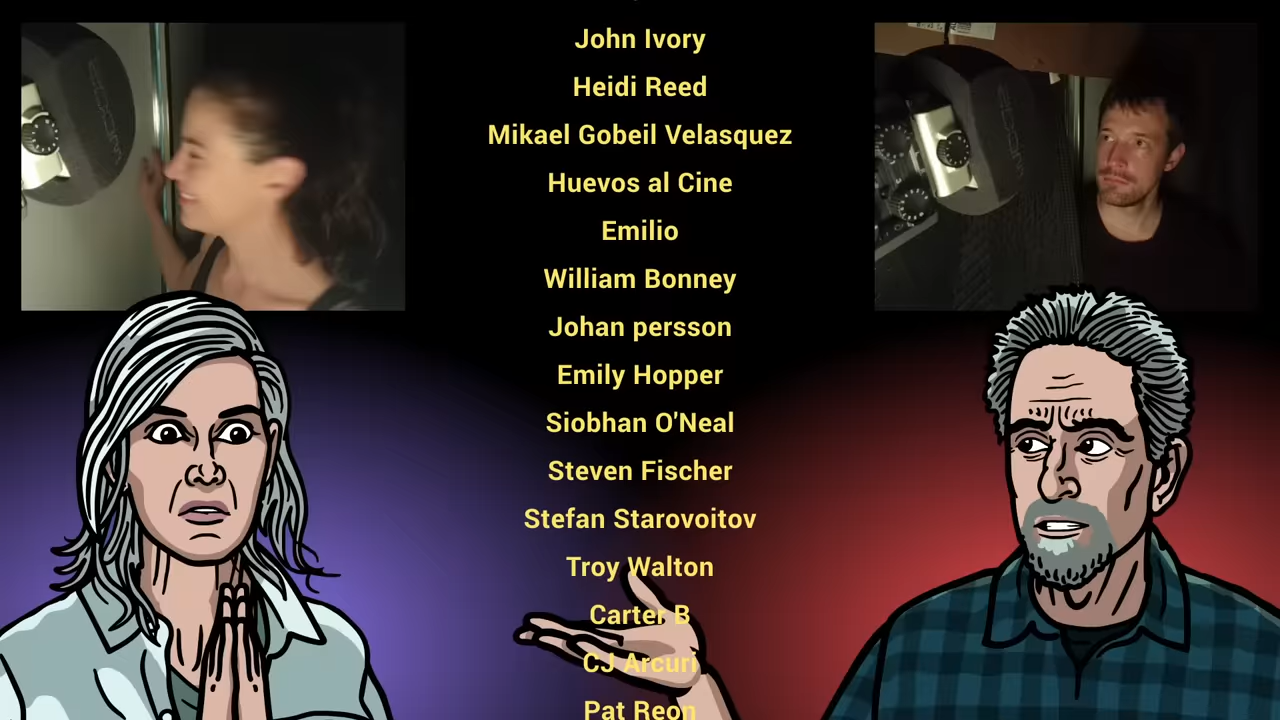 John Ivory
Heidi Reed
Mikael Gobeil Velasquez
Huevos al Cine
Emilio
William Bonney
Johan persson
Emily Hopper
Siobhan O'Neal
Steven Fischer
Stefan Starovoitov
Troy Walton
Carter B
CJ Arcuri
Pat Reon